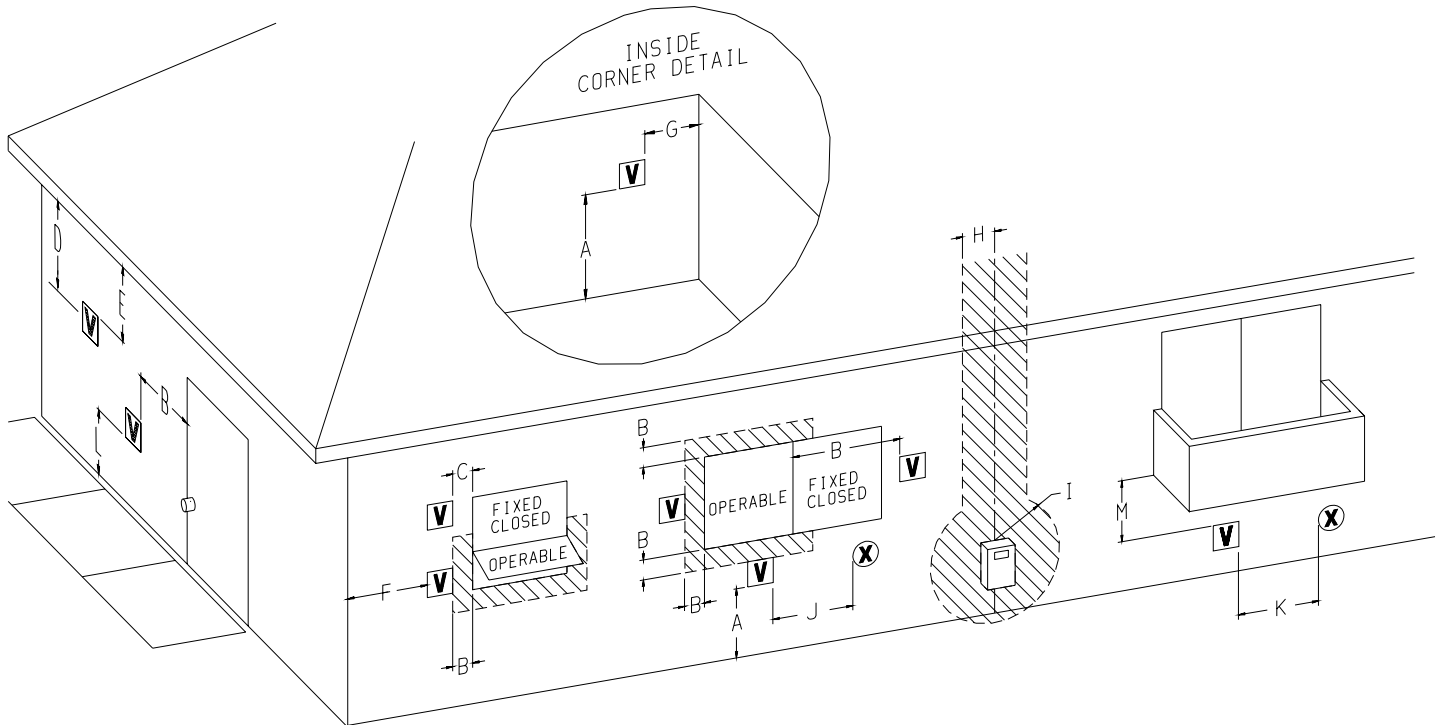 INSIDE
CORNER DETAIL
G
V
A
H
D
E
V
B
V
L
C
V
FIXED
CLOSED
OPERABLE
V
F
B
B
B
V
OPERABLE
FIXED
CLOSED
V
B
B
V
X
J
A
I
M
V
X
K